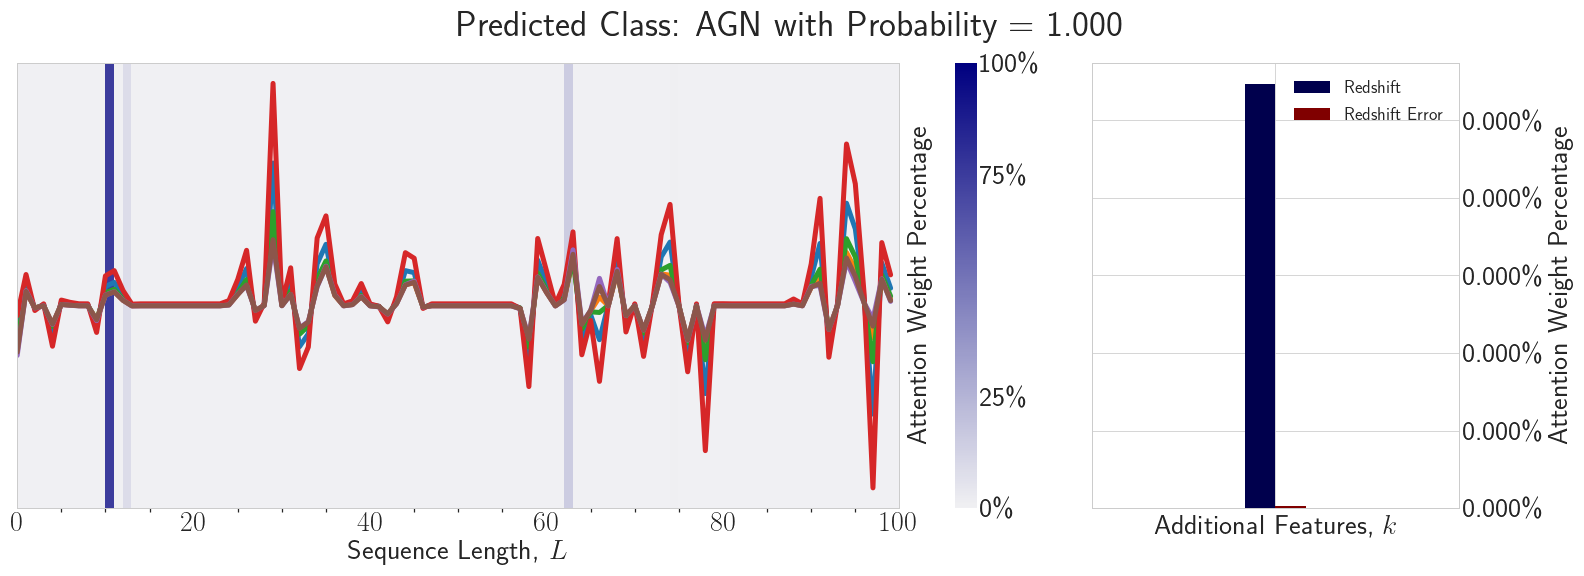 Predicted Class: AGN with Probability = 1.000
0 20 40 60 80 100
Sequence Length, L
100%
75%
25%
0%
Attention Weight Percentage
Redshift
Redshift Error
0.000%
0.000%
0.000%
0.000%
0.000%
0.000%
Attention Weight Percentage
Additional Features, k